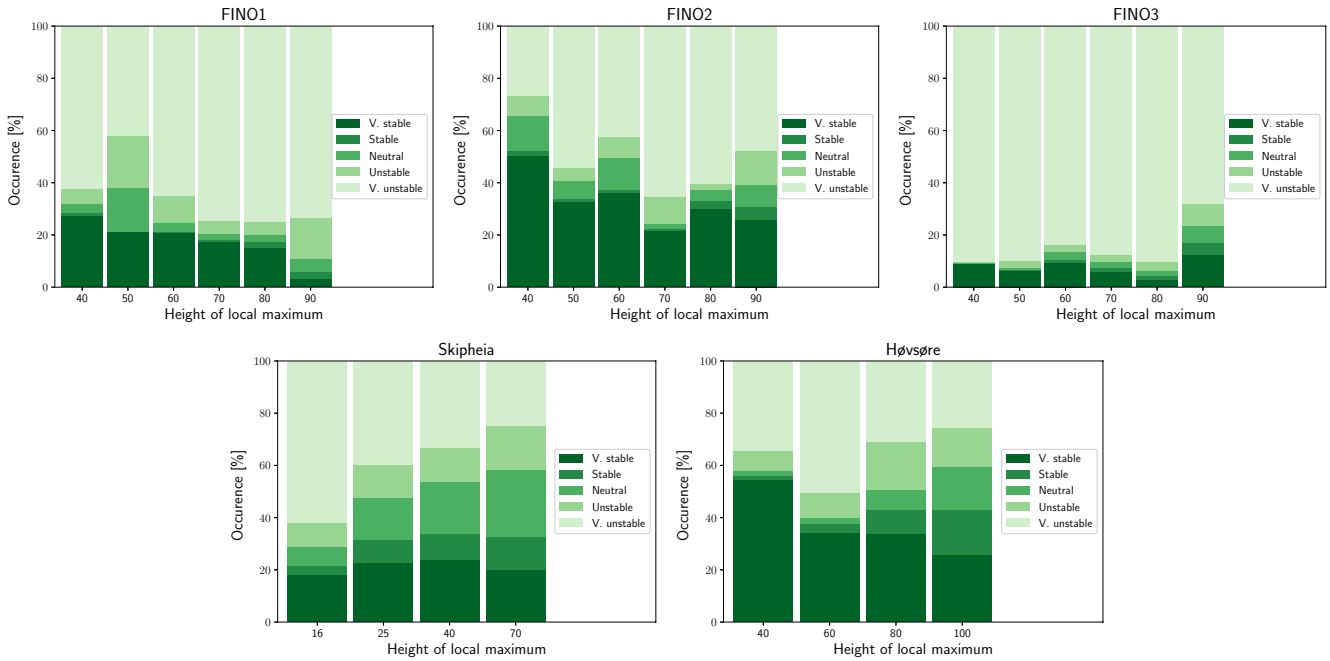 FINO1
100
80
60
40
20
0
Occurence [%]
40 50 60 70 80 90
Height of local maximum
V. stable
Stable
Neutral
Unstable
V. unstable
FINO2
100
80
60
40
20
0
Occurence [%]
40 50 60 70 80 90
Height of local maximum
V. stable
Stable
Neutral
Unstable
V. unstable
FINO3
100
80
60
40
20
0
Occurence [%]
40 50 60 70 80 90
Height of local maximum
V. stable
Stable
Neutral
Unstable
V. unstable
Skipheia
100
80
60
40
20
0
Occurence [%]
16 25 40 70
Height of local maximum
V. stable
Stable
Neutral
Unstable
V. unstable
Høvsøre
100
80
60
40
20
0
Occurence [%]
40 60 80 100
Height of local maximum
V. stable
Stable
Neutral
Unstable
V. unstable